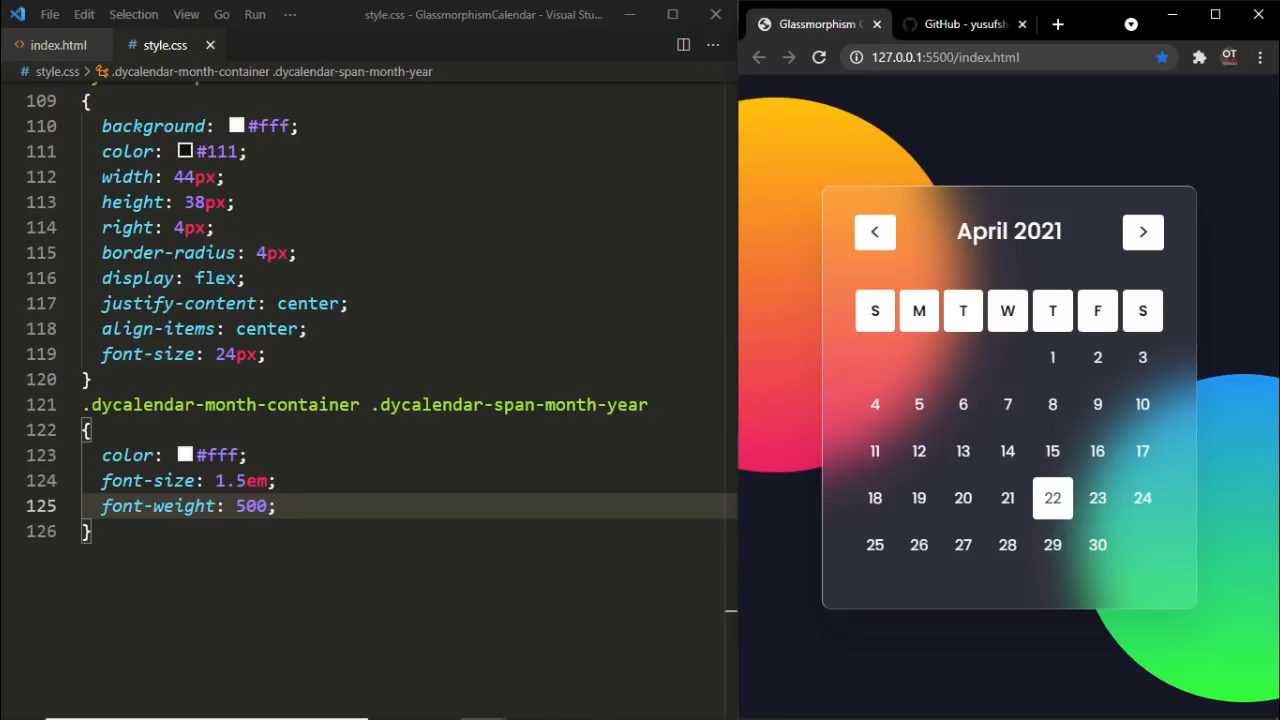 File Edit Selection View Go Run ··· style.css - GlassmorphismCalendar - Visual Stu...
index.html style.css
# style.css > .dycalendar-month-container .dycalendar-span-month-year
109 {
110 background: #fff;
111 color: #111;
112 width: 44px;
113 height: 38px;
114 right: 4px;
115 border-radius: 4px;
116 display: flex;
117 justify-content: center;
118 align-items: center;
119 font-size: 24px;
120 }
121 .dycalendar-month-container .dycalendar-span-month-year
122 {
123 color: #fff;
124 font-size: 1.5em;
125 font-weight: 500;
126 }
Glassmorphism GitHub - yusufsh
127.0.0.1:5500/index.html OT
< April 2021 >
S M T W T F S
1 2 3
4 5 6 7 8 9 10
11 12 13 14 15 16 17
18 19 20 21 22 23 24
25 26 27 28 29 30